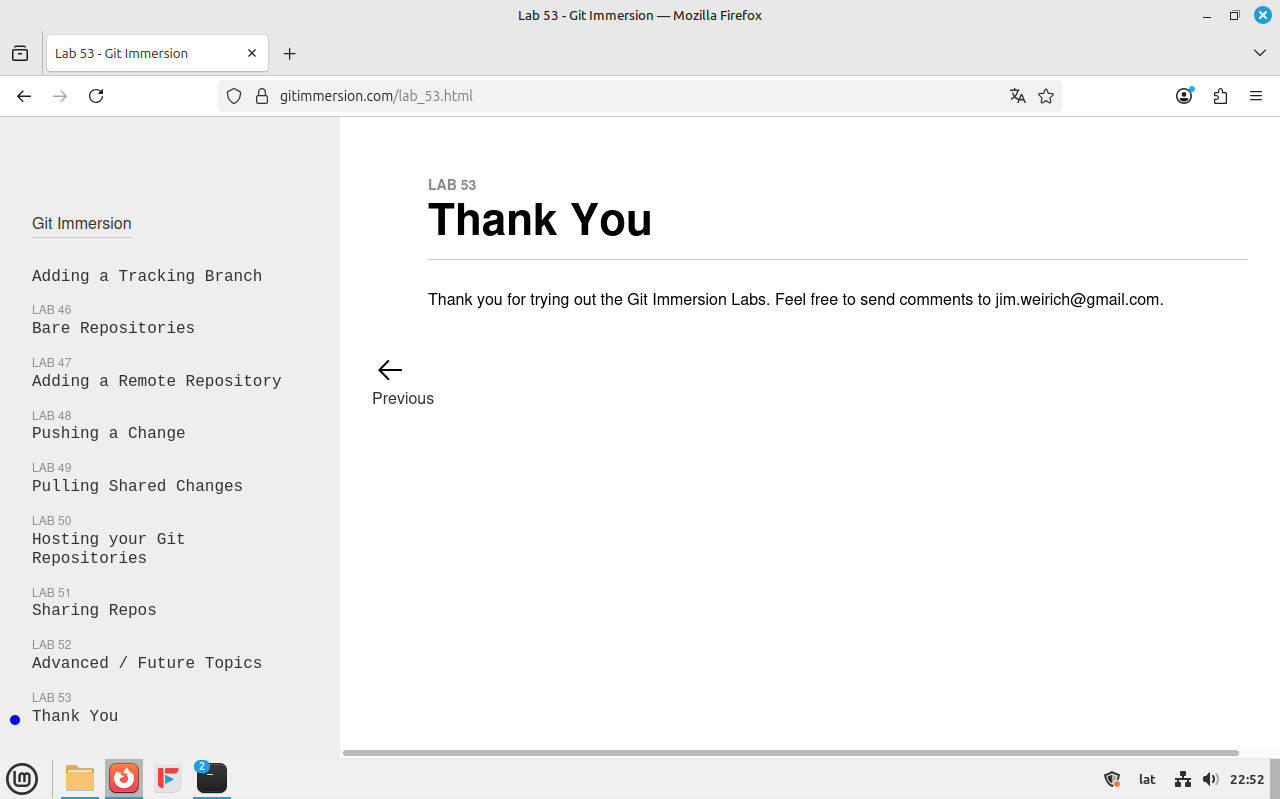 Lab 53 - Git Immersion — Mozilla Firefox
Lab 53 - Git Immersion
gitimmersion.com/lab_53.html
Git Immersion
Adding a Tracking Branch
LAB 46
Bare Repositories
LAB 47
Adding a Remote Repository
LAB 48
Pushing a Change
LAB 49
Pulling Shared Changes
LAB 50
Hosting your Git
Repositories
LAB 51
Sharing Repos
LAB 52
Advanced / Future Topics
LAB 53
Thank You
LAB 53
Thank You
Thank you for trying out the Git Immersion Labs. Feel free to send comments to jim.weirich@gmail.com.
Previous
2
lat
22:52